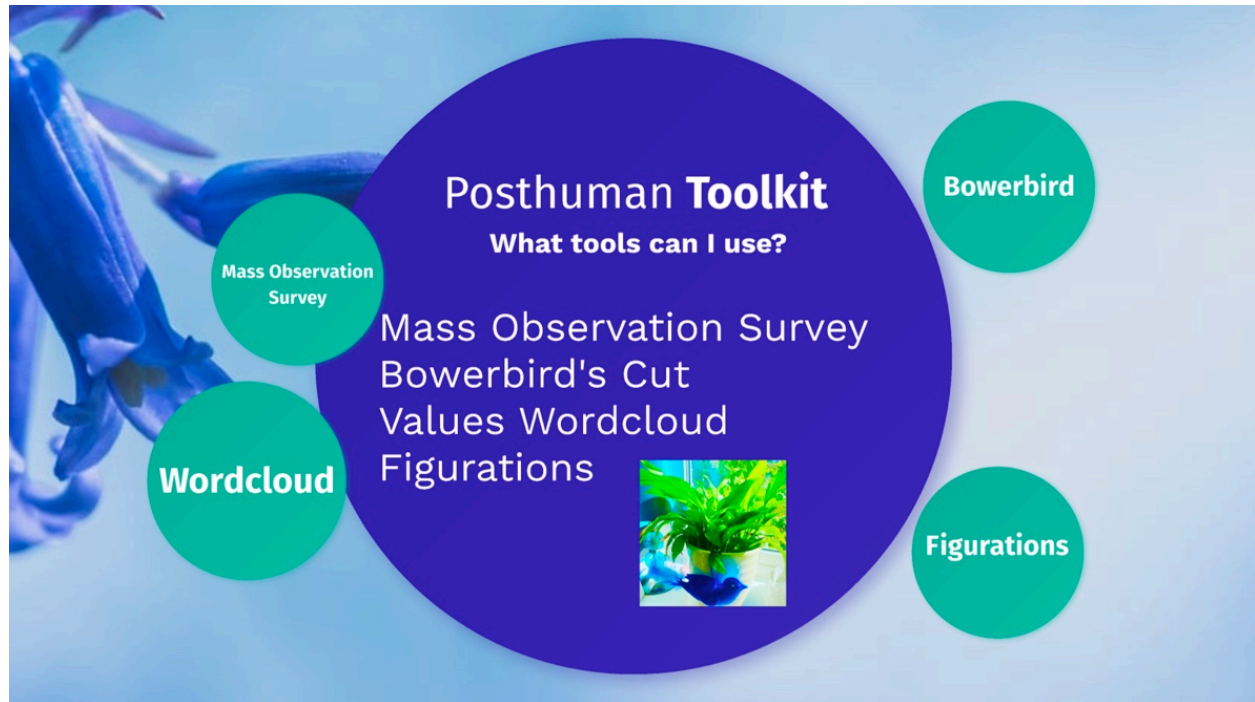 Posthuman Toolkit
What tools can I use?
Mass Observation Survey
Bowerbird's Cut
Values Wordcloud
Figurations
Mass Observation
Survey
Wordcloud
Bowerbird
Figurations